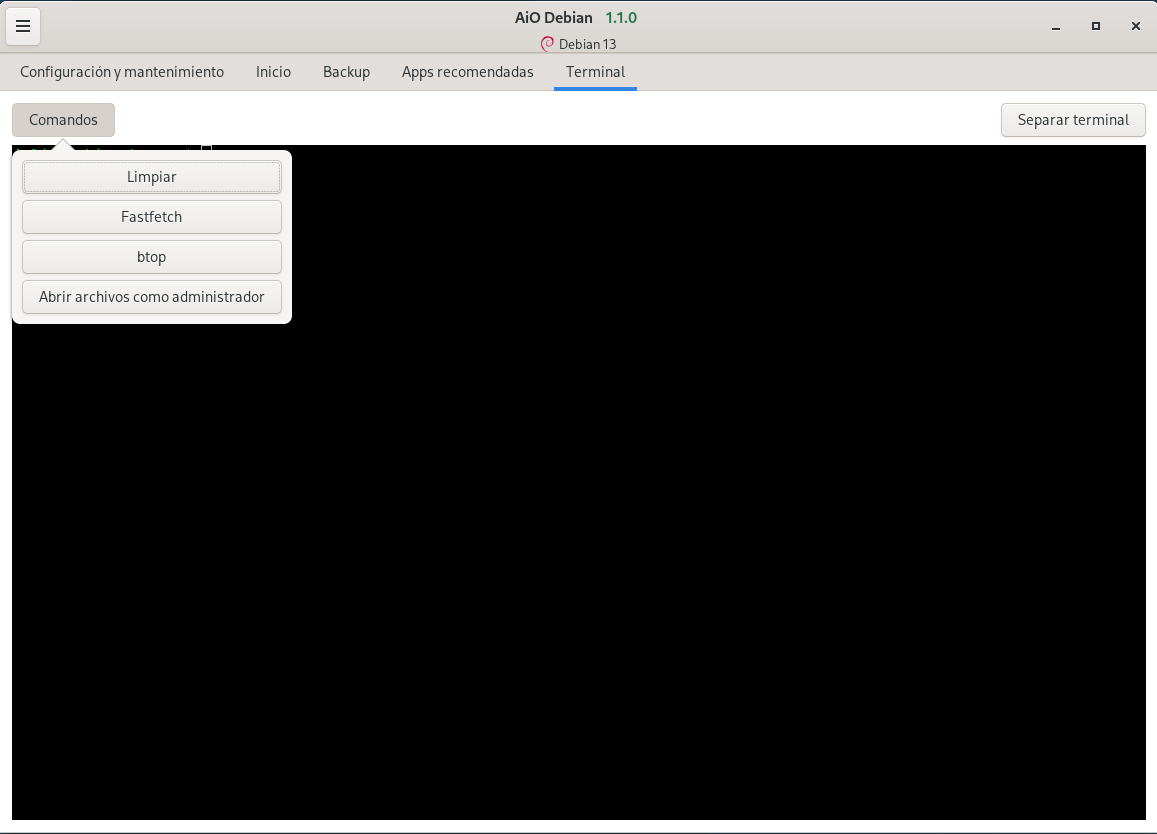 AiO Debian 1.1.0
Debian 13
Configuración y mantenimiento Inicio Backup Apps recomendadas Terminal
Comandos Separar terminal
Limpiar
Fastfetch
btop
Abrir archivos como administrador